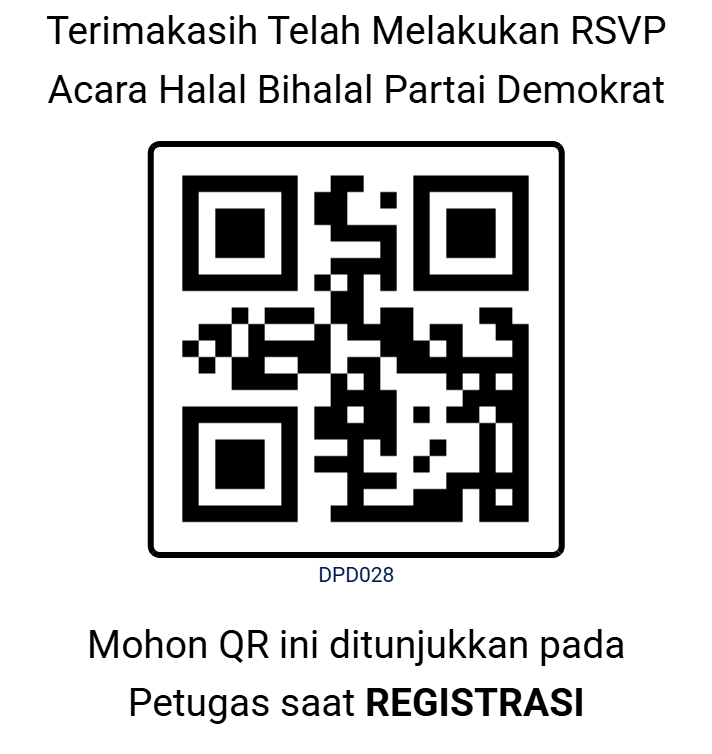 Terimakasih Telah Melakukan RSVP
Acara Halal Bihalal Partai Demokrat
DPD028
Mohon QR ini ditunjukkan pada
Petugas saat REGISTRASI